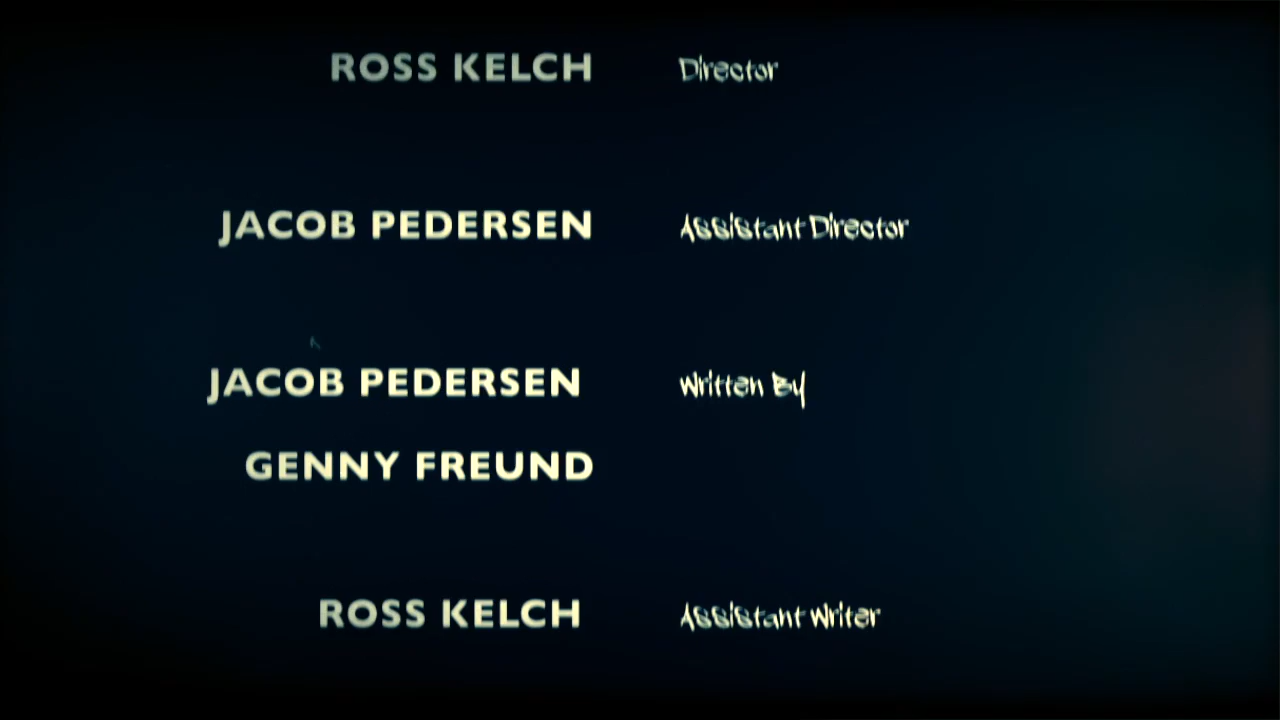 ROSS KELCH Director
JACOB PEDERSEN Assistant Director
JACOB PEDERSEN Written By
GENNY FREUND
ROSS KELCH Assistant Writer